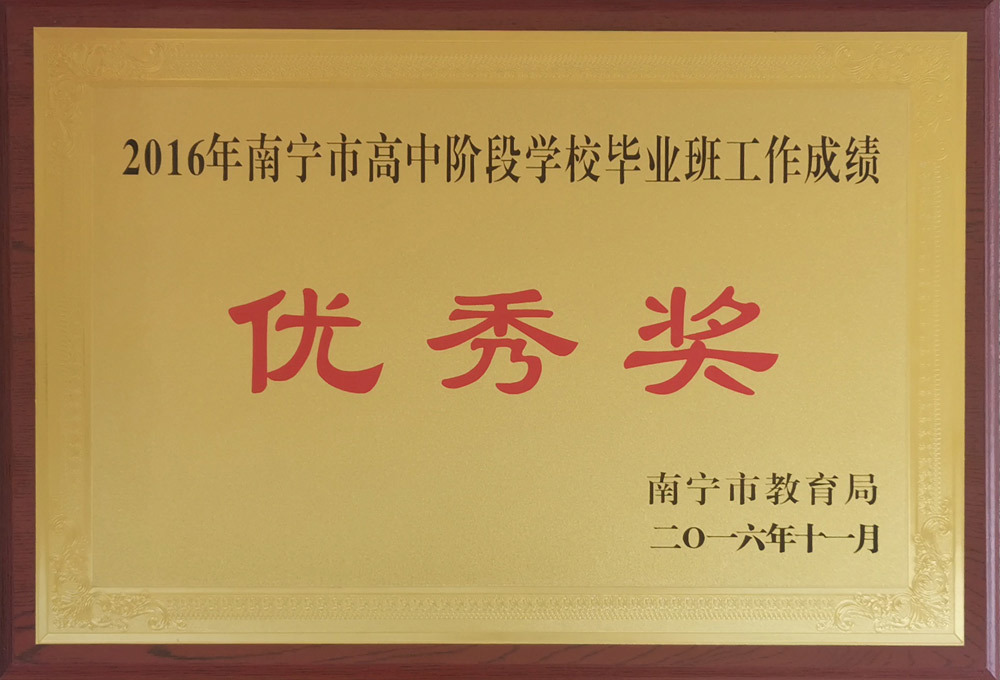 2016年南宁市高中阶段学校毕业班工作成绩
优秀奖
南宁市教育局
二〇一六年十一月